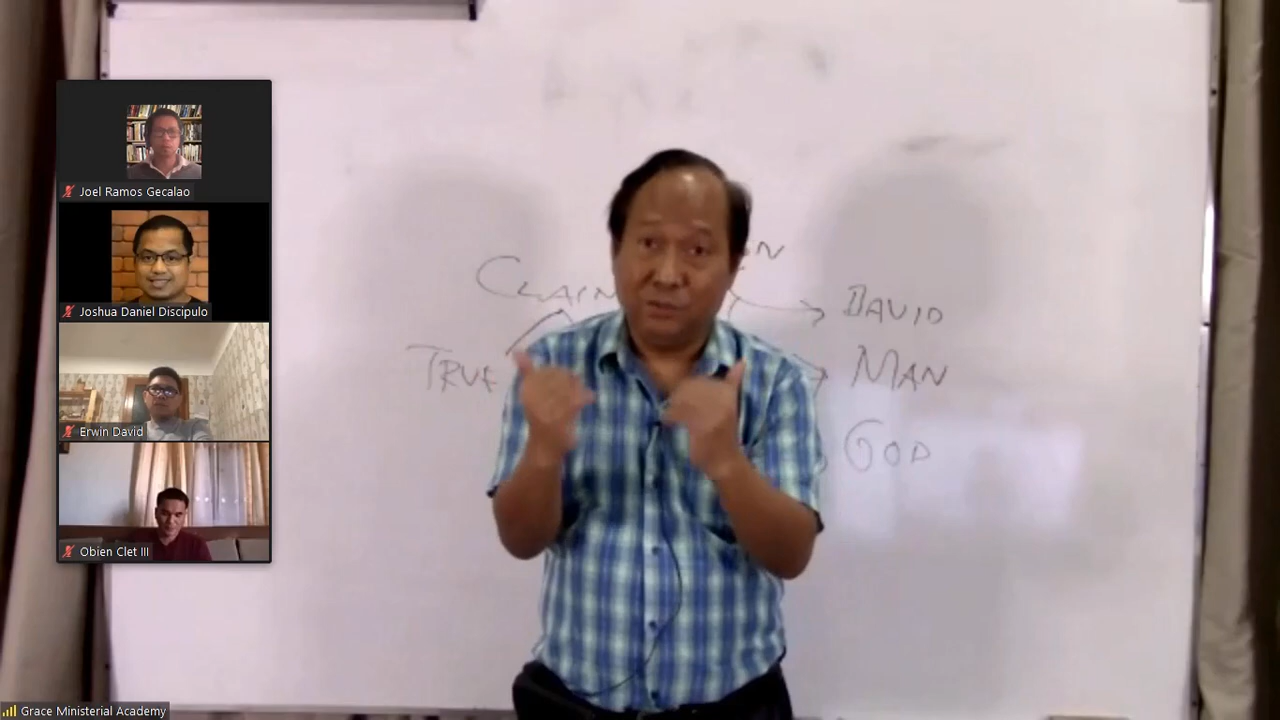 Joel Ramos Gecalao
Joshua Daniel Discipulo
Erwin David
Obien Clet III
DAVID
TRUE
MAN
GOD
Grace Ministerial Academy